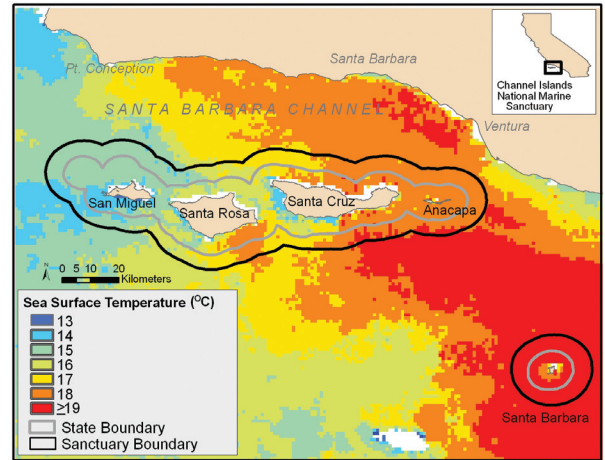 Pt. Conception
Santa Barbara
SANTA BARBARA CHANNEL
Ventura
Channel Islands
National Marine
Sanctuary
San Miguel
Santa Rosa
Santa Cruz
Anacapa
N
0 5 10 20
Kilometers
Sea Surface Temperature (⁰C)
13
14
15
16
17
18
≥19
State Boundary
Sanctuary Boundary
Santa Barbara